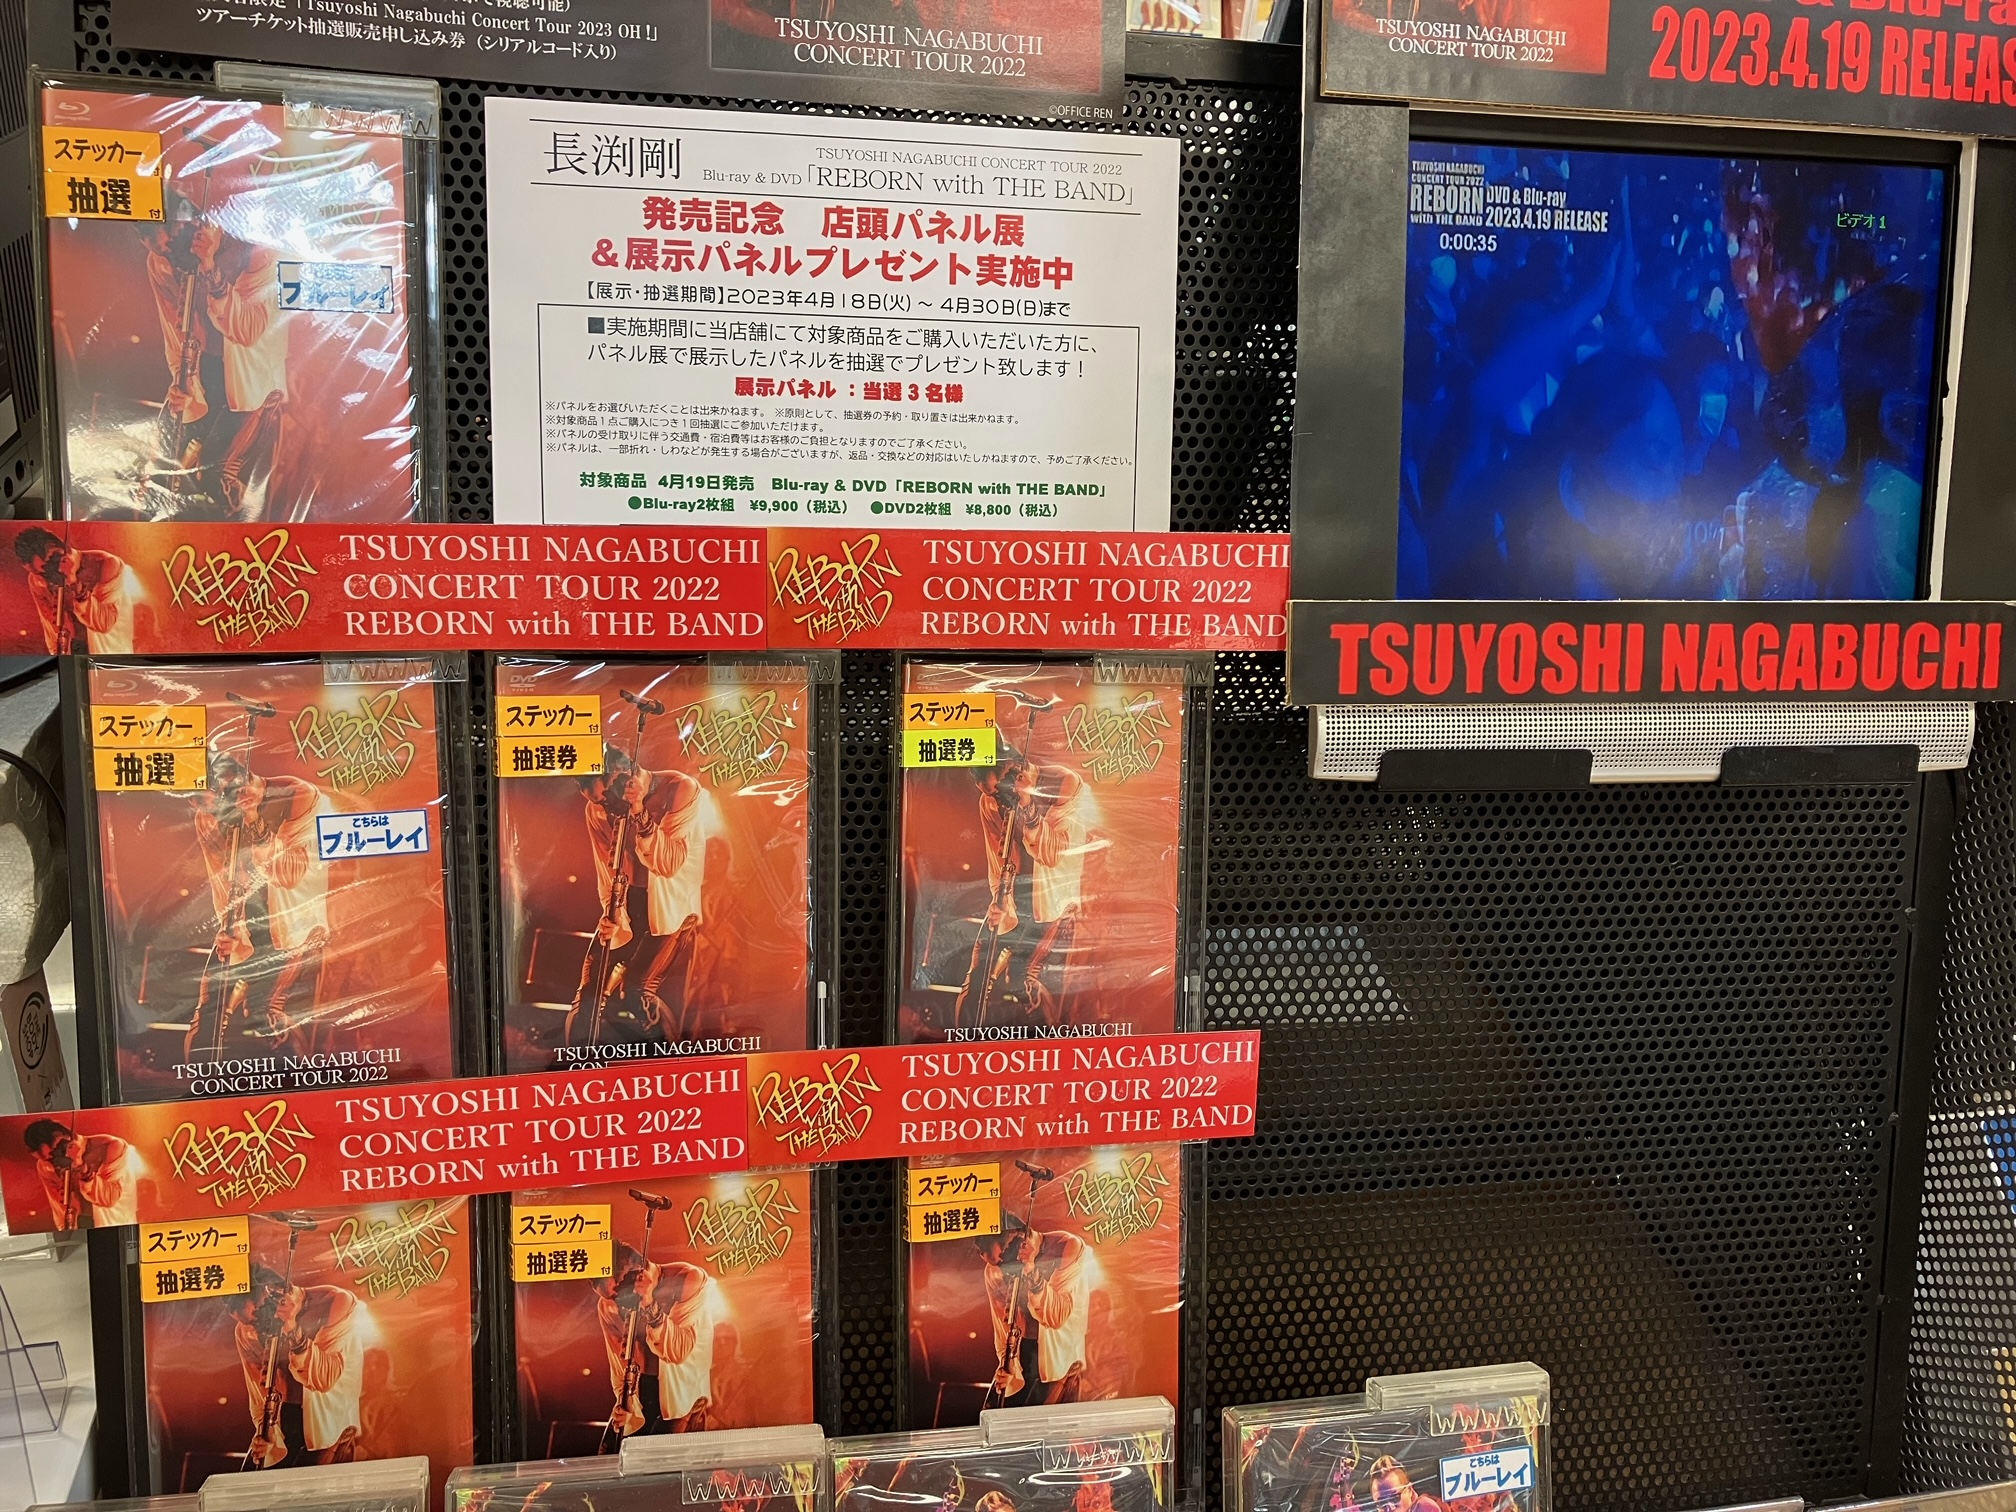 「Tsuyoshi Nagabuchi Concert Tour 2023 OH!」
ツアーチケット抽選販売申し込み券(シリアルコード入り)
TSUYOSHI NAGABUCHI
CONCERT TOUR 2022
©OFFICE REN
TSUYOSHI NAGABUCHI
CONCERT TOUR 2022
2023.4.19 RELEAS
ステッカー付
抽選付
ブルーレイ
長渕剛
TSUYOSHI NAGABUCHI CONCERT TOUR 2022
Blu-ray & DVD「REBORN with THE BAND」
発売記念 店頭パネル展
&展示パネルプレゼント実施中
【展示・抽選期間】2023年4月18日(火) ~ 4月30日(日)まで
■実施期間に当店舗にて対象商品をご購入いただいた方に、
パネル展で展示したパネルを抽選でプレゼント致します!
展示パネル : 当選 3 名様
※パネルをお選びいただくことは出来かねます。 ※原則として、抽選券の予約・取り置きは出来かねます。
※対象商品1点ご購入につき1回抽選にご参加いただけます。
※パネルの受け取りに伴う交通費・宿泊費等はお客様のご負担となりますのでご了承ください。
※パネルは、一部折れ・しわなどが発生する場合がございますが、返品・交換などの対応はいたしかねますので、予めご了承ください。
対象商品 4月19日発売 Blu-ray & DVD「REBORN with THE BAND」
●Blu-ray2枚組 ¥9,900(税込) ●DVD2枚組 ¥8,800(税込)
TSUYOSHI NAGABUCHI
CONCERT TOUR 2022
REBORN DVD & Blu-ray
with THE BAND 2023.4.19 RELEASE
0:00:35
ビデオ1
TSUYOSHI NAGABUCHI
REBORN
with
THE BAND
TSUYOSHI NAGABUCHI
CONCERT TOUR 2022
REBORN with THE BAND
REBORN
with
THE BAND
TSUYOSHI NAGABUCHI
CONCERT TOUR 2022
REBORN with THE BAND
ステッカー付
抽選付
REBORN
with
THE BAND
こちらは
ブルーレイ
TSUYOSHI NAGABUCHI
CONCERT TOUR 2022
DVD
VIDEO
ステッカー付
抽選券付
REBORN
with
THE BAND
TSUYOSHI NAGABUCHI
CON
ステッカー付
抽選券付
REBORN
with
THE BAND
TSUYOSHI NAGABUCHI
REBORN
with
THE BAND
TSUYOSHI NAGABUCHI
CONCERT TOUR 2022
REBORN with THE BAND
REBORN
with
THE BAND
TSUYOSHI NAGABUCHI
CONCERT TOUR 2022
REBORN with THE BAND
ステッカー付
抽選券付
REBORN
with
THE BAND
ステッカー付
抽選券付
REBORN
with
THE BAND
ステッカー付
抽選券付
REBORN
with
THE BAND
こちらは
ブルーレイ